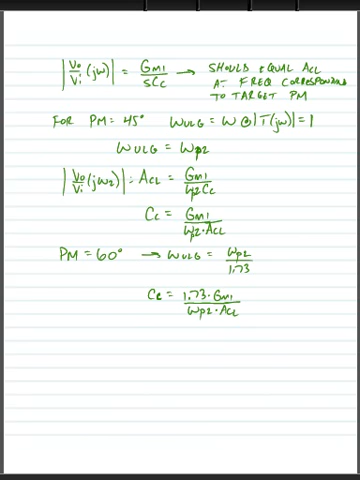 |Vo/Vi (jω)| = Gm1/sCc → SHOULD EQUAL ACL
AT FREQ CORRESPONDING
TO TARGET PM
FOR PM = 45° ωULG = ω @ |T(jω)| = 1
ωULG = ωp2
|Vo/Vi (jω2)| = ACL = Gm1/ωp2Cc
Cc = Gm1/ωp2·ACL
PM = 60° → ωULG = ωp2/1.73
Cc = 1.73·Gm1/ωp2·ACL